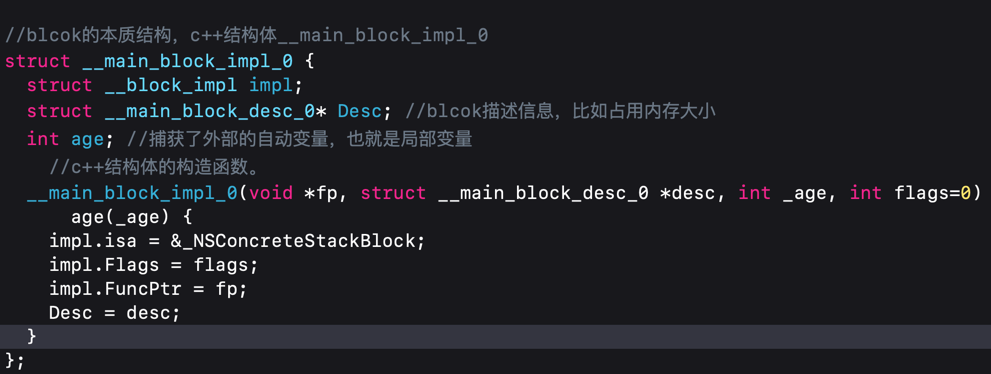 //blcok的本质结构，c++结构体__main_block_impl_0
struct __main_block_impl_0 {
  struct __block_impl impl;
  struct __main_block_desc_0* Desc; //blcok描述信息，比如占用内存大小
  int age; //捕获了外部的自动变量，也就是局部变量
    //c++结构体的构造函数。
  __main_block_impl_0(void *fp, struct __main_block_desc_0 *desc, int _age, int flags=0)
      age(_age) {
    impl.isa = &_NSConcreteStackBlock;
    impl.Flags = flags;
    impl.FuncPtr = fp;
    Desc = desc;
  }
};